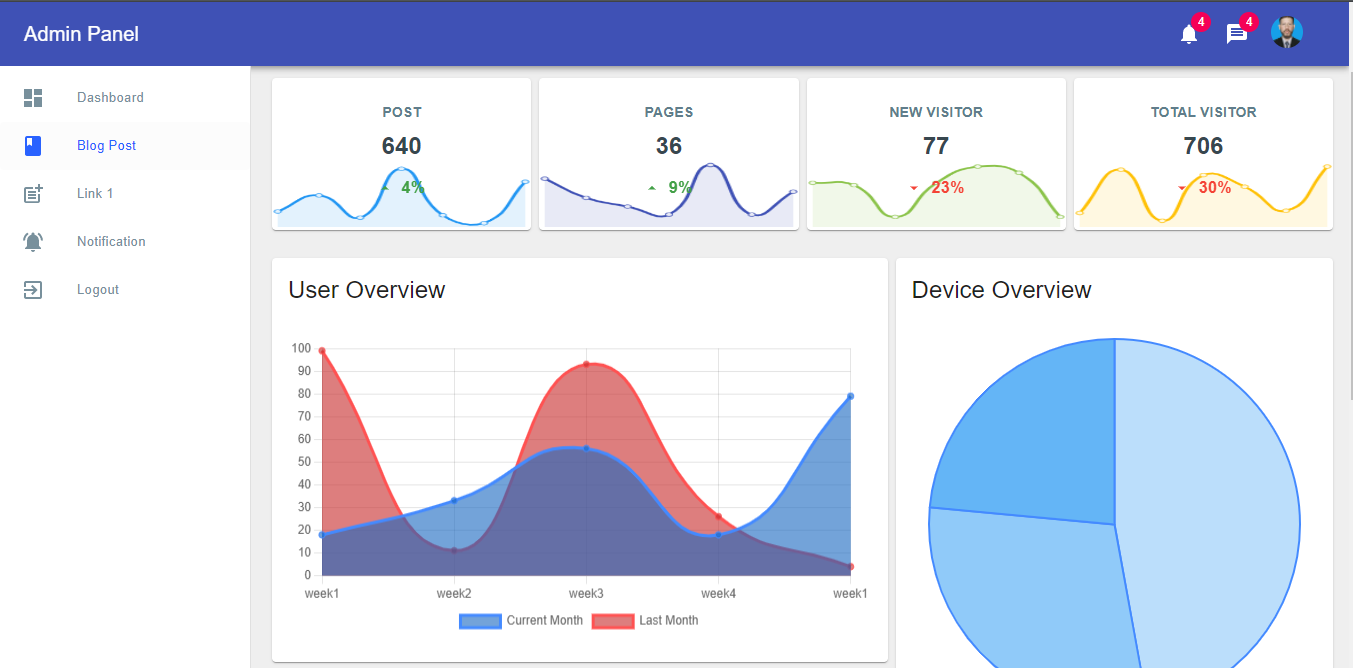 Admin Panel
4
4
Dashboard
Blog Post
Link 1
Notification
Logout
POST
640
4%
PAGES
36
9%
NEW VISITOR
77
23%
TOTAL VISITOR
706
30%
User Overview
100
90
80
70
60
50
40
30
20
10
0
week1 week2 week3 week4 week1
Current Month Last Month
Device Overview